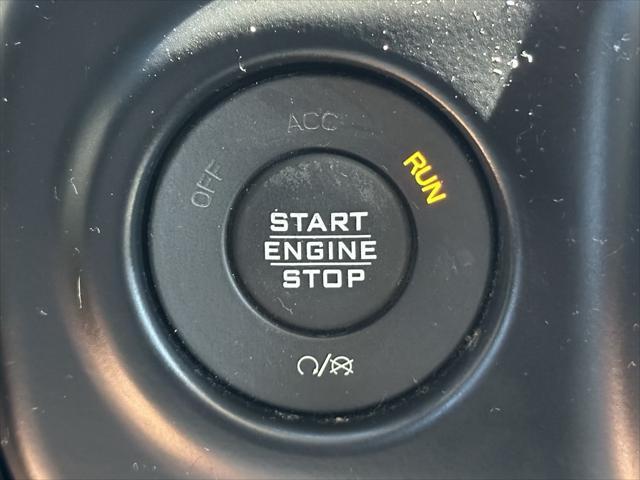 ACC
OFF
RUN
START
ENGINE
STOP